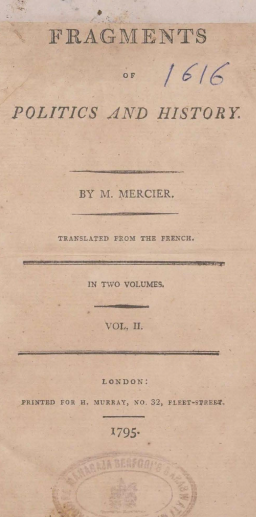 FRAGMENTS
OF
1616
POLITICS AND HISTORY.
BY M. MERCIER.
TRANSLATED FROM THE FRENCH.
IN TWO VOLUMES.
VOL. II.
LONDON:
PRINTED FOR H. MURRAY, NO. 32, FLEET-STREET.
1795.